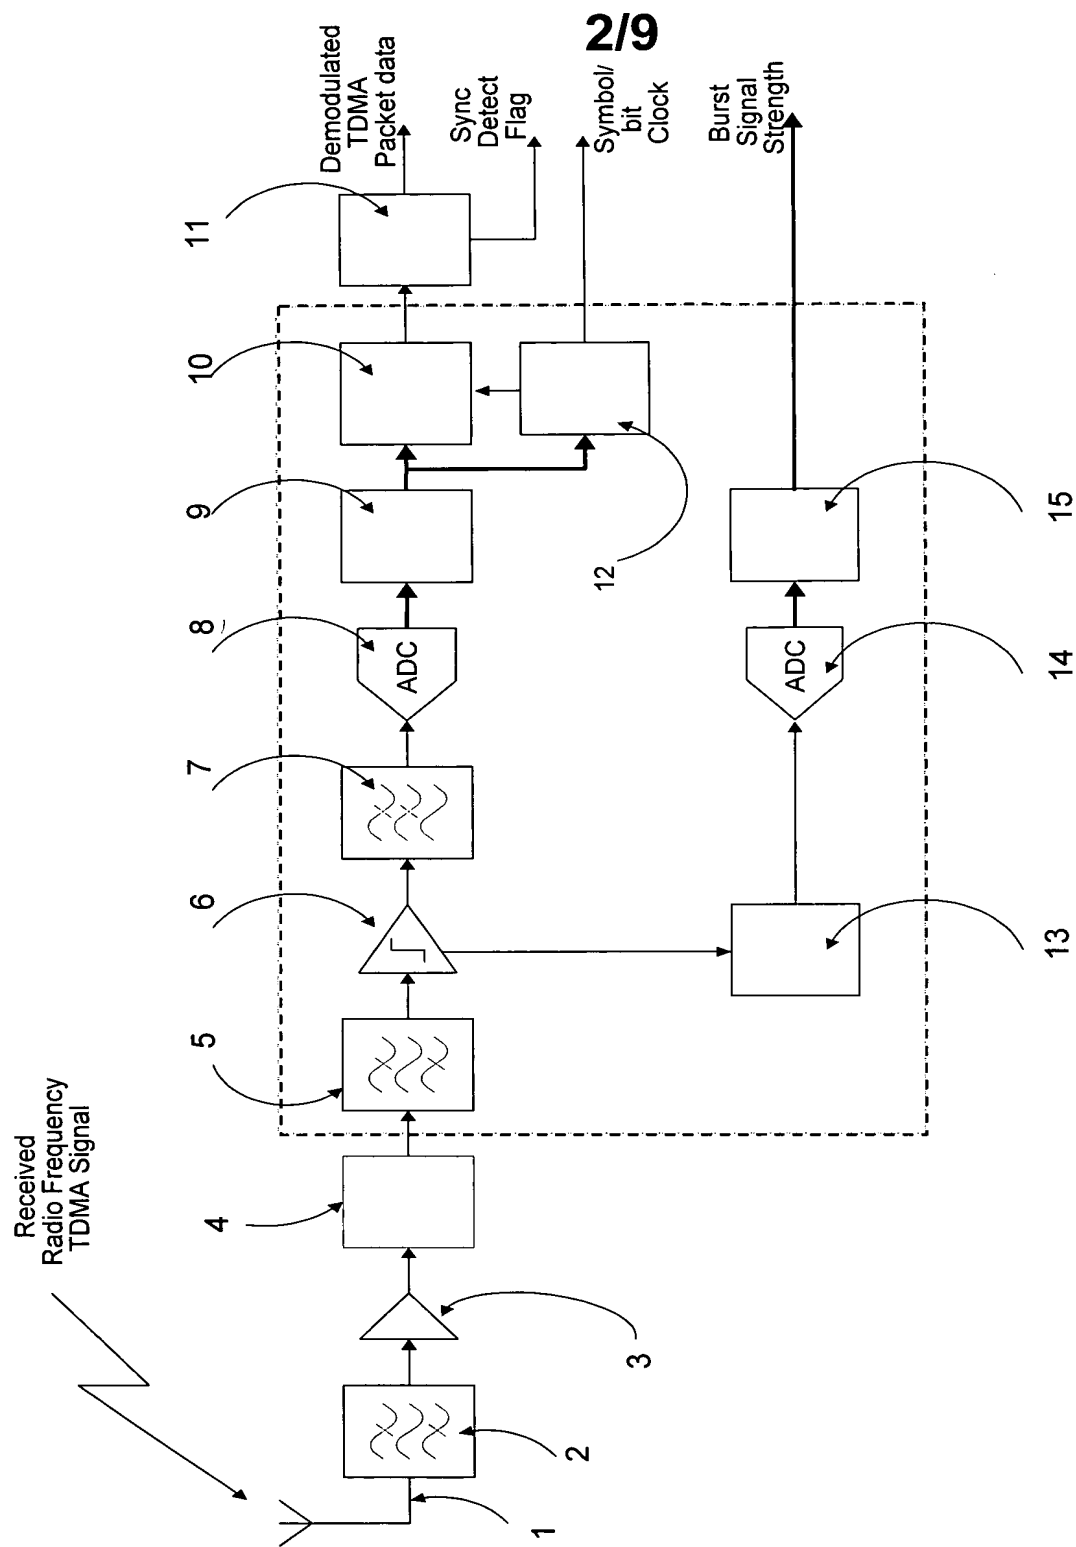 2/9
Received
Radio Frequency
TDMA Signal
1
2
3
4
5
6
7
8
ADC
9
10
11
12
13
14
ADC
15
Demodulated
TDMA
Packet data
Sync
Detect
Flag
Symbol/
bit
Clock
Burst
Signal
Strength